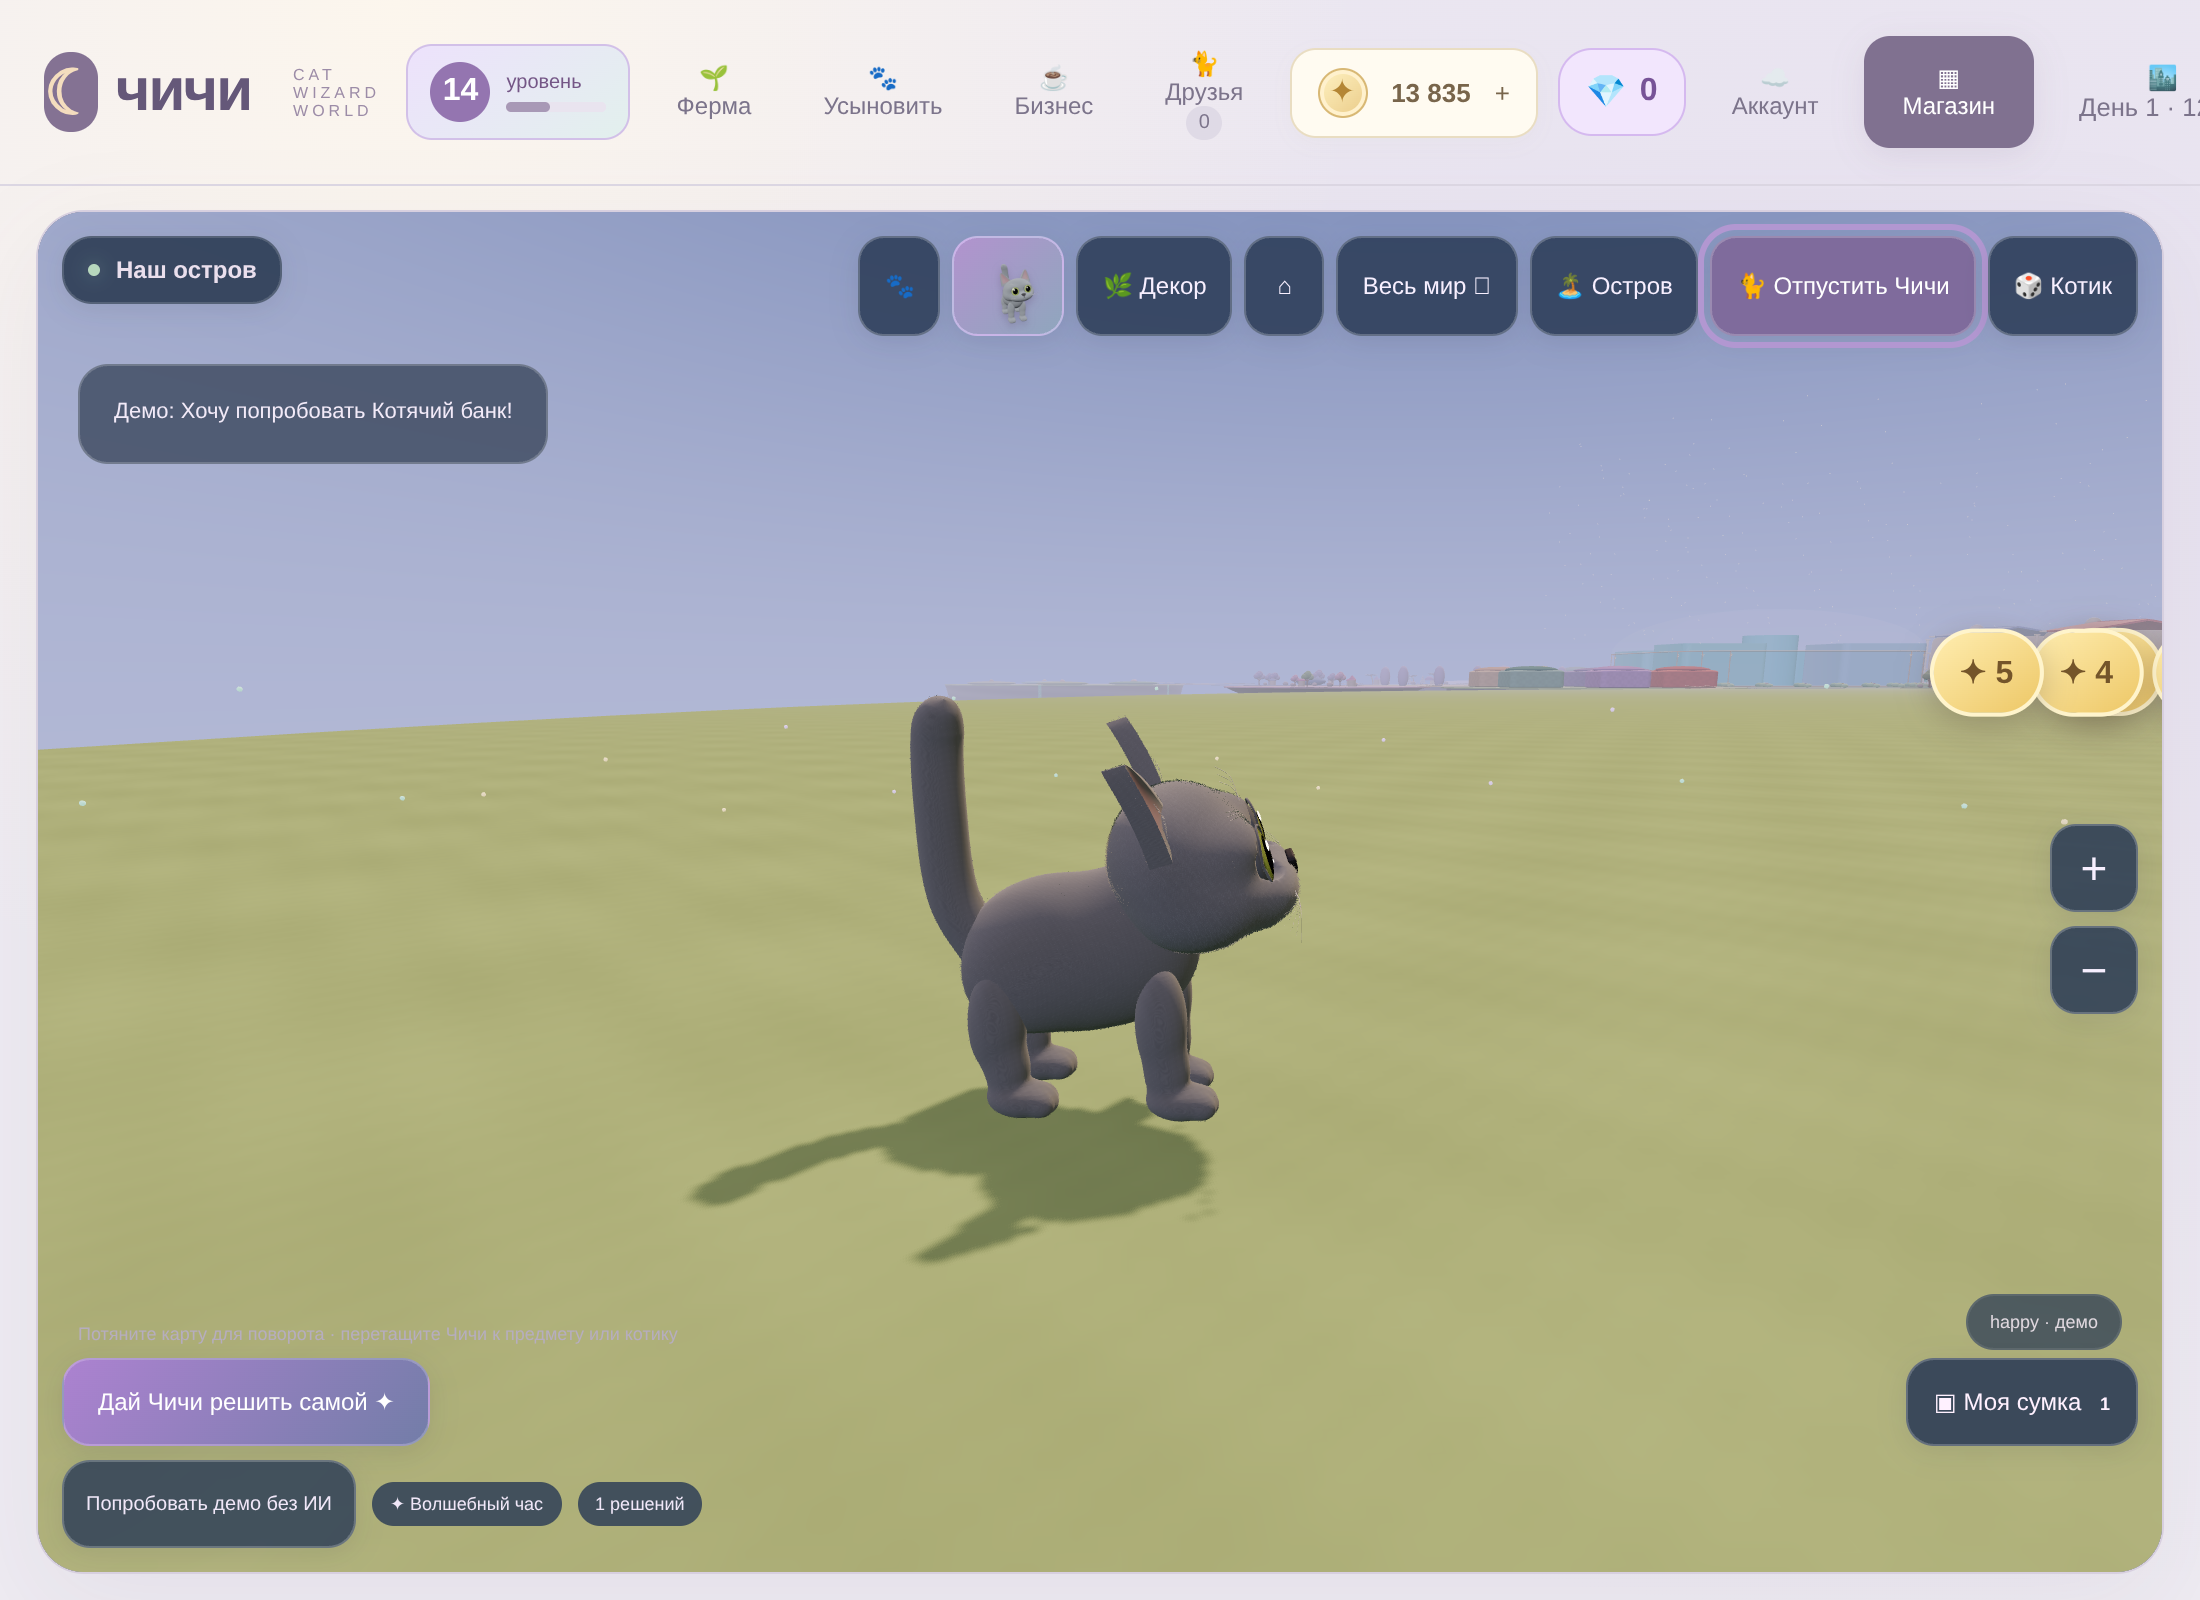 чичи
CAT
WIZARD
WORLD
14
уровень
Ферма
Усыновить
Бизнес
Друзья
0
13 835 +
0
Аккаунт
Магазин
День 1 · 12
Наш остров
Декор
Весь мир
Остров
Отпустить Чичи
Котик
Демо: Хочу попробовать Котячий банк!
5
4
+
−
Потяните карту для поворота · перетащите Чичи к предмету или котику
happy · демо
Дай Чичи решить самой ✦
Моя сумка 1
Попробовать демо без ИИ
✦ Волшебный час
1 решений